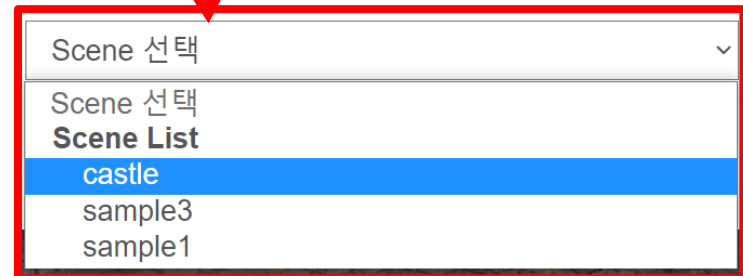 Scene 선택
Scene 선택
Scene List
castle
sample3
sample1